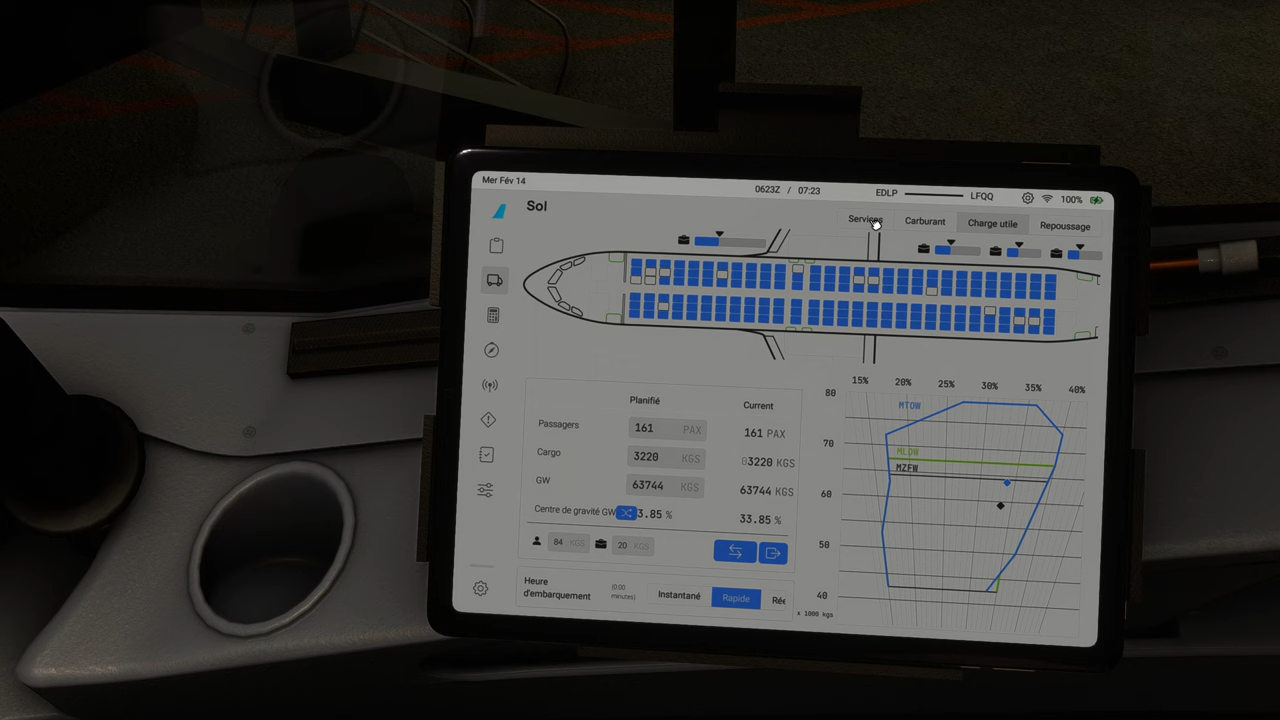 Mer Fév 14
0623Z / 07:23
EDLP
LFQQ
100%
Sol
Services
Carburant
Charge utile
Repoussage
Planifié
Current
Passagers
161 PAX
161 PAX
Cargo
3220 KGS
03220 KGS
GW
63744 KGS
63744 KGS
Centre de gravité GW
3.85 %
33.85 %
84 KGS
20 KGS
Heure d'embarquement
(0:00 minutes)
Instantané
Rapide
Rée
15% 20% 25% 30% 35% 40%
80
70
60
50
40
MTOW
MLDW
MZFW
x 1000 kgs